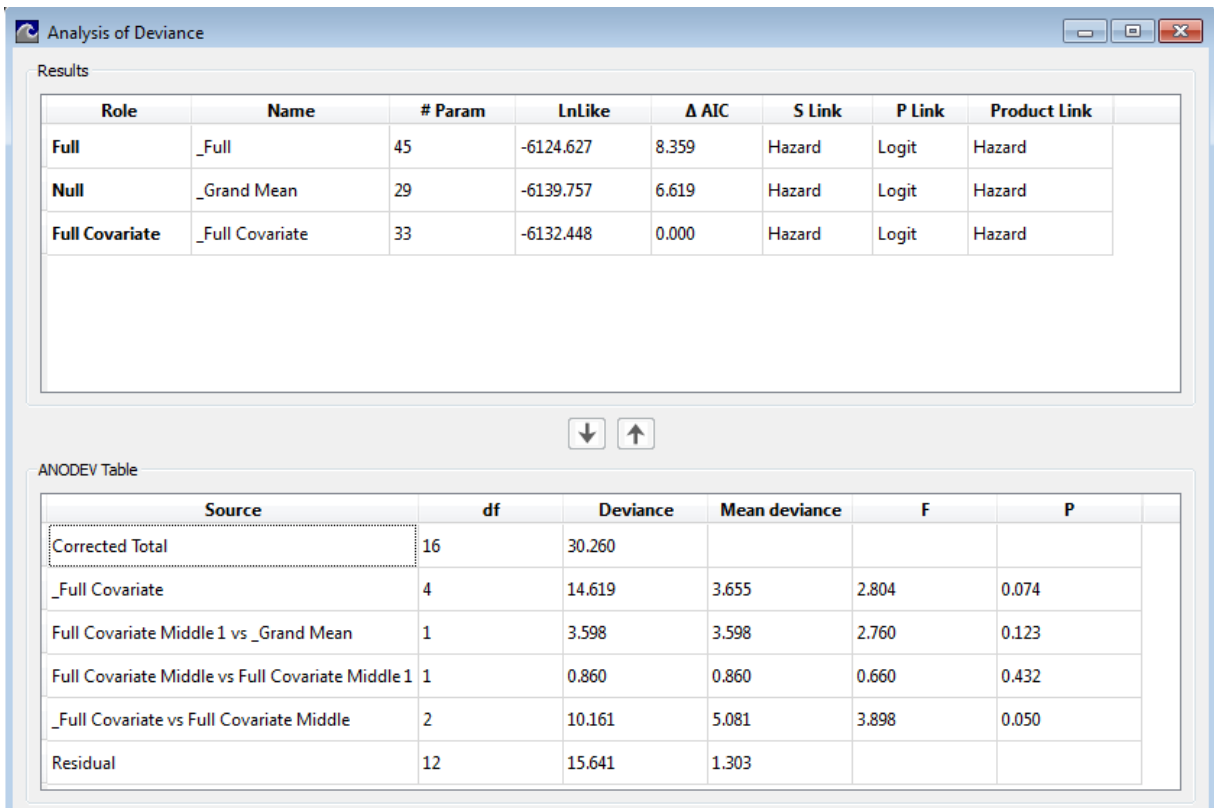 Analysis of Deviance
Results
Role Name # Param LnLike Δ AIC S Link P Link Product Link
Full _Full 45 -6124.627 8.359 Hazard Logit Hazard
Null _Grand Mean 29 -6139.757 6.619 Hazard Logit Hazard
Full Covariate _Full Covariate 33 -6132.448 0.000 Hazard Logit Hazard
ANODEV Table
Source df Deviance Mean deviance F P
Corrected Total 16 30.260
_Full Covariate 4 14.619 3.655 2.804 0.074
Full Covariate Middle 1 vs _Grand Mean 1 3.598 3.598 2.760 0.123
Full Covariate Middle vs Full Covariate Middle 1 1 0.860 0.860 0.660 0.432
_Full Covariate vs Full Covariate Middle 2 10.161 5.081 3.898 0.050
Residual 12 15.641 1.303